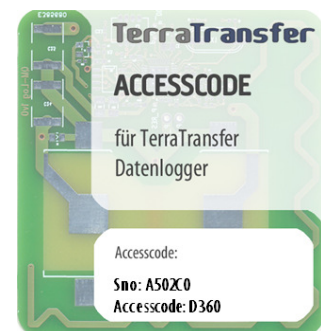 TerraTransfer
ACCESSCODE
für TerraTransfer
Datenlogger
Accesscode:
Sno: A502C0
Accesscode: D360